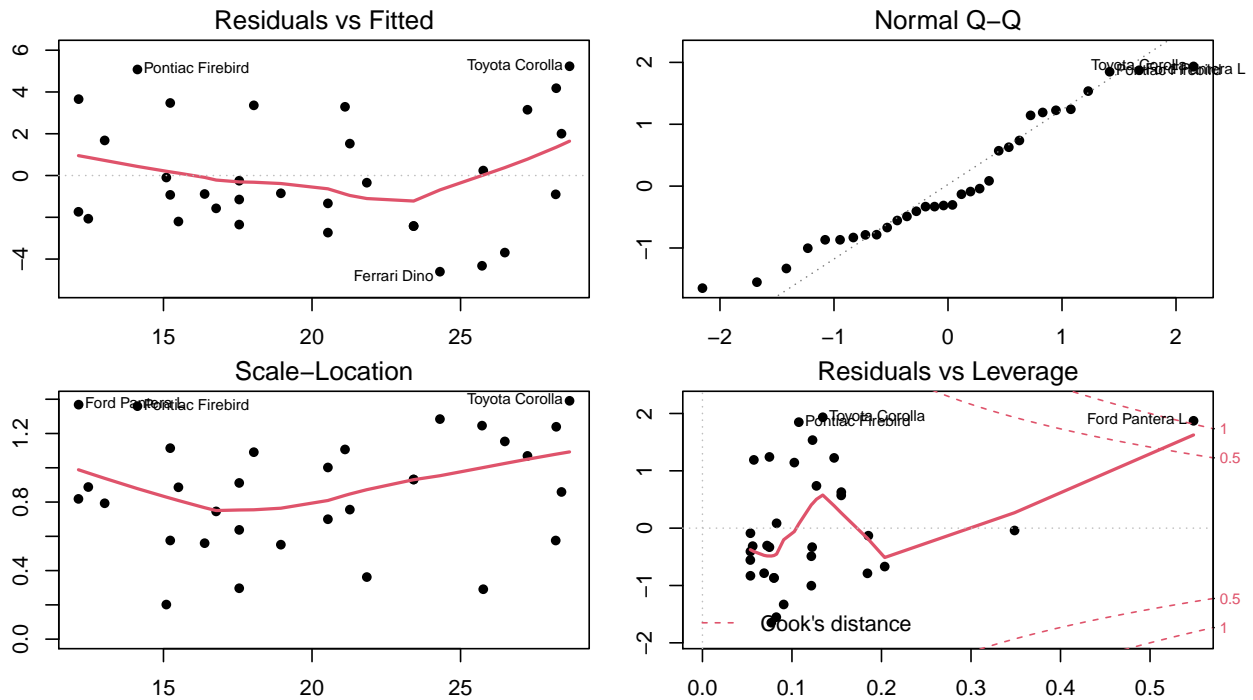 Residuals vs Fitted
6
4
2
0
−4
Pontiac Firebird
Toyota Corolla
Ferrari Dino
15
20
25
Normal Q−Q
2
1
0
−1
Toyota Corolla
Pontiac Firebird
Ford Pantera L
−2
−1
0
1
2
Scale−Location
1.2
0.8
0.4
0.0
Ford Pantera L
Pontiac Firebird
Toyota Corolla
15
20
25
Residuals vs Leverage
2
1
0
−1
−2
Toyota Corolla
Pontiac Firebird
Ford Pantera L
1
0.5
0.5
1
Cook's distance
0.0
0.1
0.2
0.3
0.4
0.5